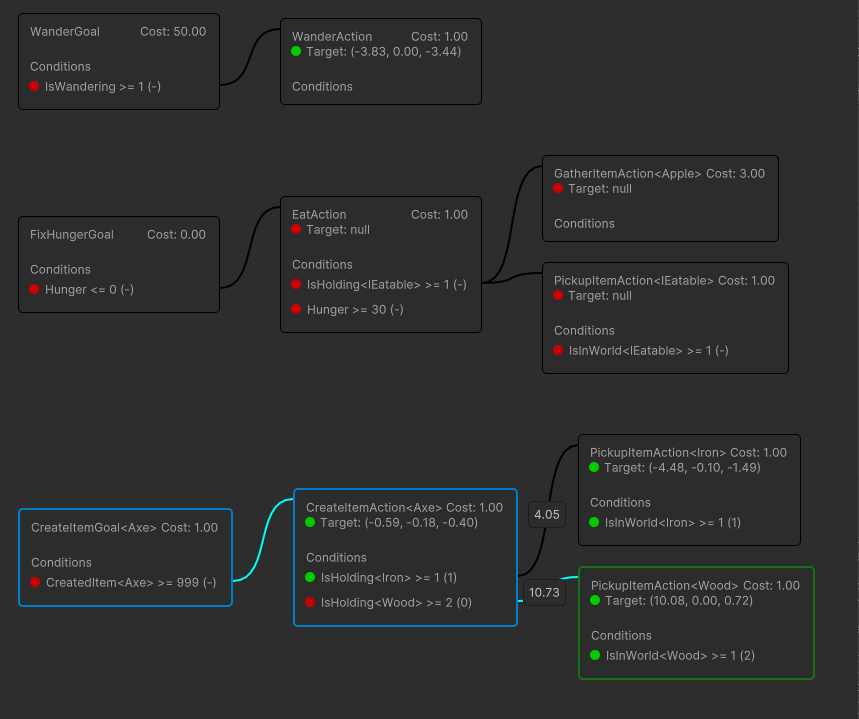 WanderGoal Cost: 50.00
Conditions
IsWandering >= 1 (-)
WanderAction Cost: 1.00
Target: (-3.83, 0.00, -3.44)
Conditions
FixHungerGoal Cost: 0.00
Conditions
Hunger <= 0 (-)
EatAction Cost: 1.00
Target: null
Conditions
IsHolding<IEatable> >= 1 (-)
Hunger >= 30 (-)
GatherItemAction<Apple> Cost: 3.00
Target: null
Conditions
PickupItemAction<IEatable> Cost: 1.00
Target: null
Conditions
IsInWorld<IEatable> >= 1 (-)
CreateItemGoal<Axe> Cost: 1.00
Conditions
CreatedItem<Axe> >= 999 (-)
CreateItemAction<Axe> Cost: 1.00
Target: (-0.59, -0.18, -0.40)
Conditions
IsHolding<Iron> >= 1 (1)
IsHolding<Wood> >= 2 (0)
4.05
10.73
PickupItemAction<Iron> Cost: 1.00
Target: (-4.48, -0.10, -1.49)
Conditions
IsInWorld<Iron> >= 1 (1)
PickupItemAction<Wood> Cost: 1.00
Target: (10.08, 0.00, 0.72)
Conditions
IsInWorld<Wood> >= 1 (2)